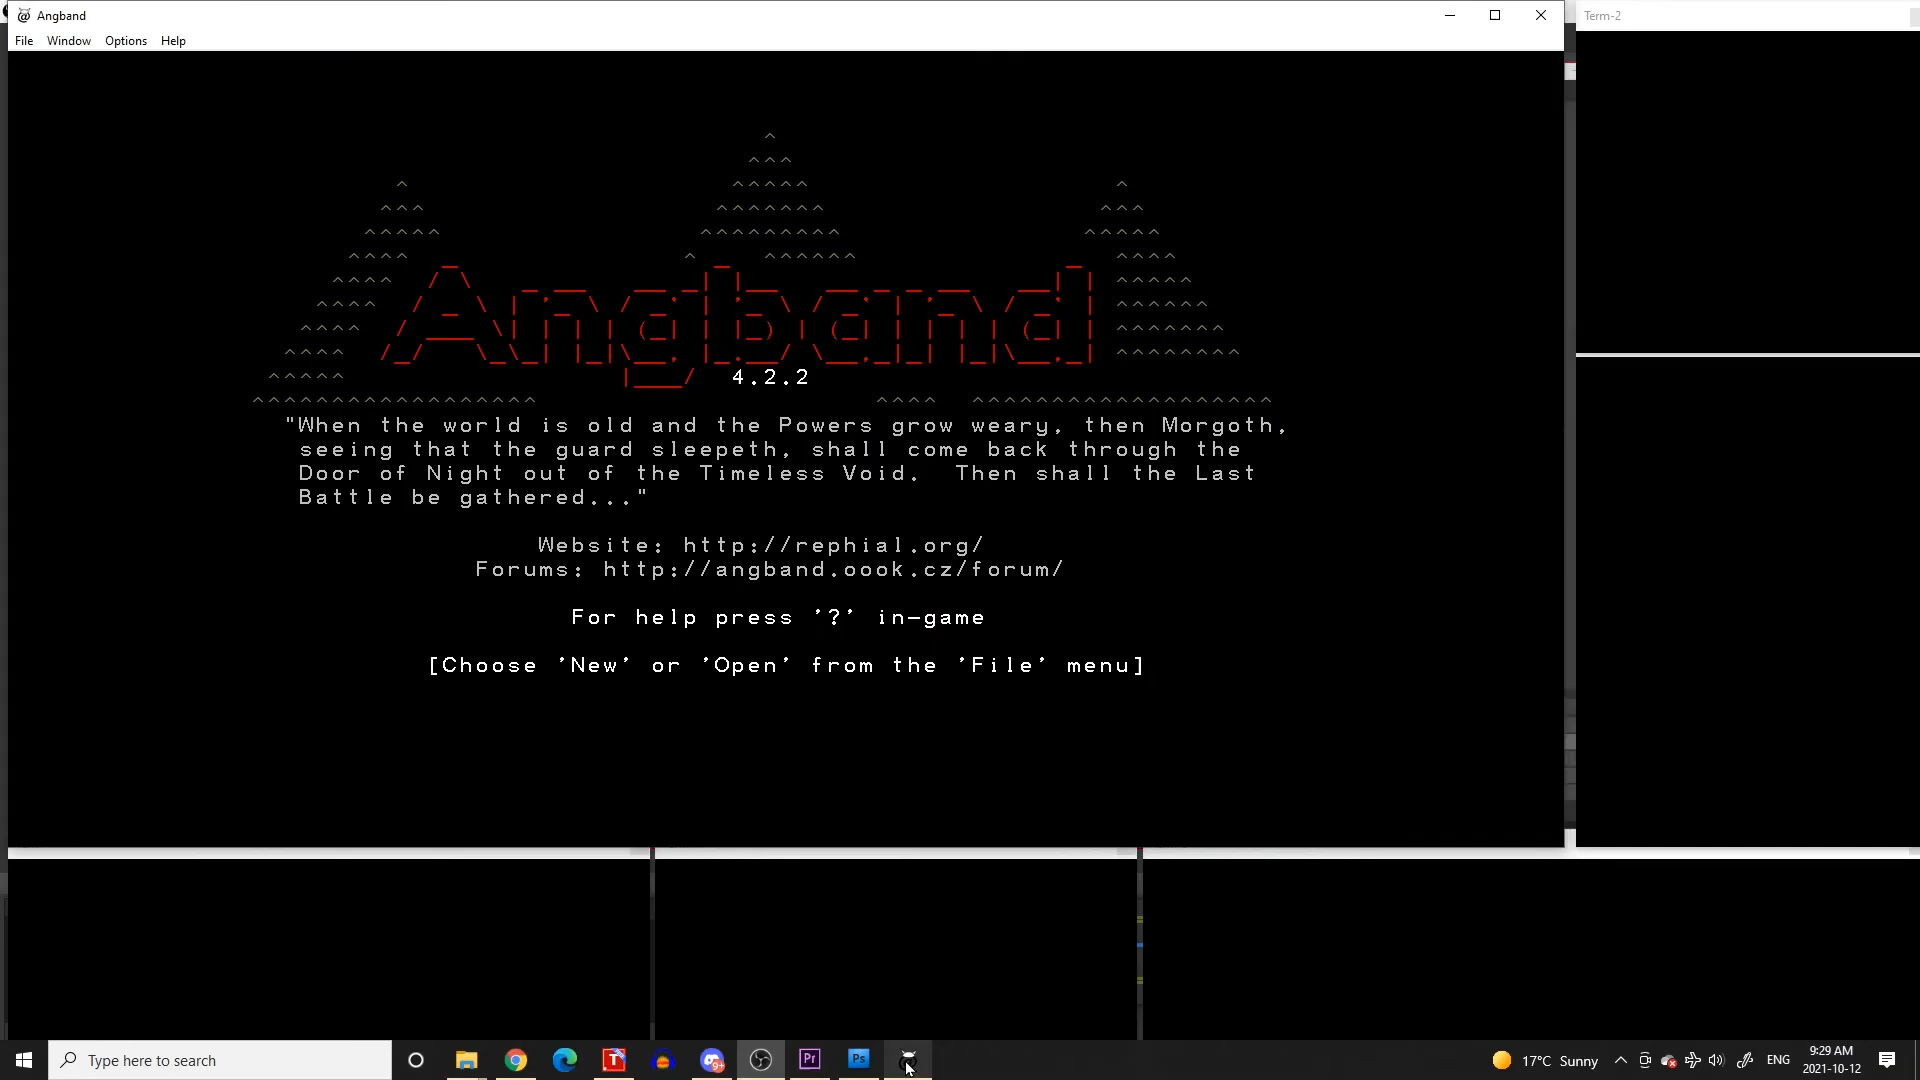 Angband
Term-2
File Window Options Help
Angband
4.2.2
"When the world is old and the Powers grow weary, then Morgoth,
seeing that the guard sleepeth, shall come back through the
Door of Night out of the Timeless Void. Then shall the Last
Battle be gathered..."
Website: http://rephial.org/
Forums: http://angband.oook.cz/forum/
For help press '?' in-game
[Choose 'New' or 'Open' from the 'File' menu]
Type here to search
T
9+
Pr
Ps
17°C Sunny
ENG
9:29 AM
2021-10-12